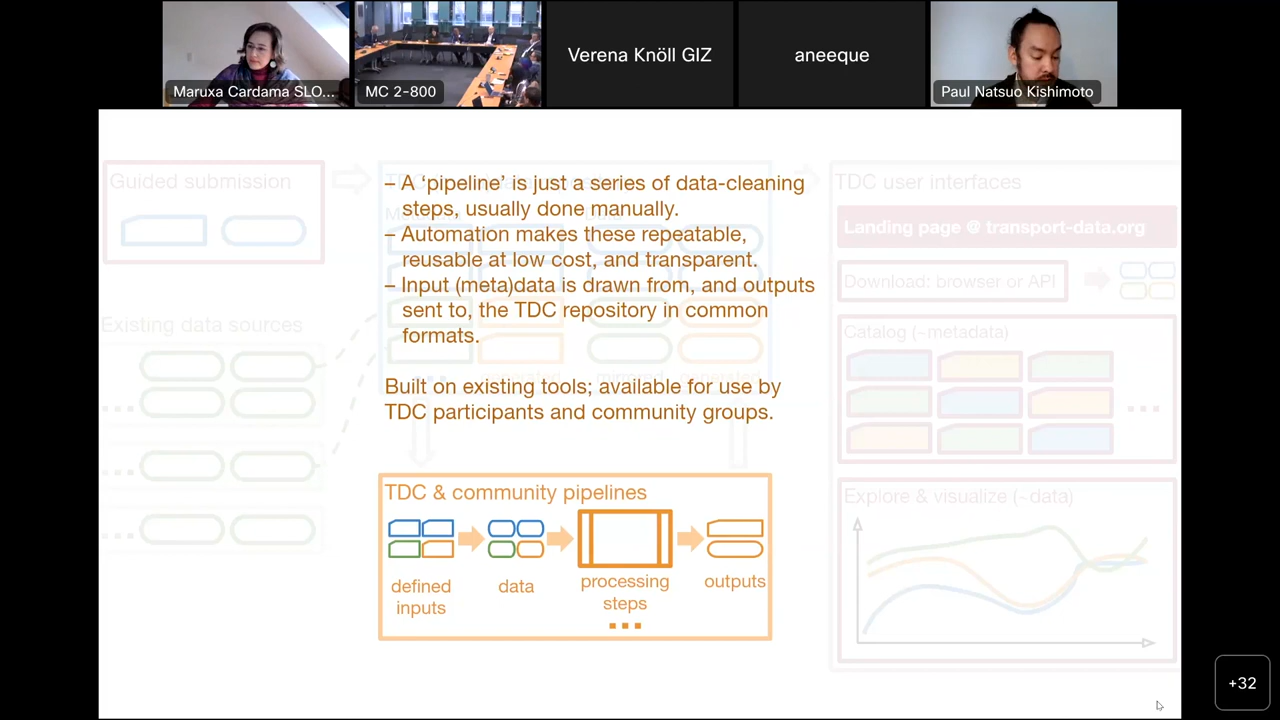 Maruxa Cardama SLO...
MC 2-800
Verena Knöll GIZ
aneeque
Paul Natsuo Kishimoto
Guided submission
– A ‘pipeline’ is just a series of data-cleaning
steps, usually done manually.
– Automation makes these repeatable,
reusable at low cost, and transparent.
– Input (meta)data is drawn from, and outputs
sent to, the TDC repository in common
formats.
Built on existing tools; available for use by
TDC participants and community groups.
Existing data sources
TDC & community pipelines
defined
inputs
data
processing
steps
outputs
TDC user interfaces
Landing page @ transport-data.org
Download: browser or API
Catalog (~metadata)
Explore & visualize (~data)
+32